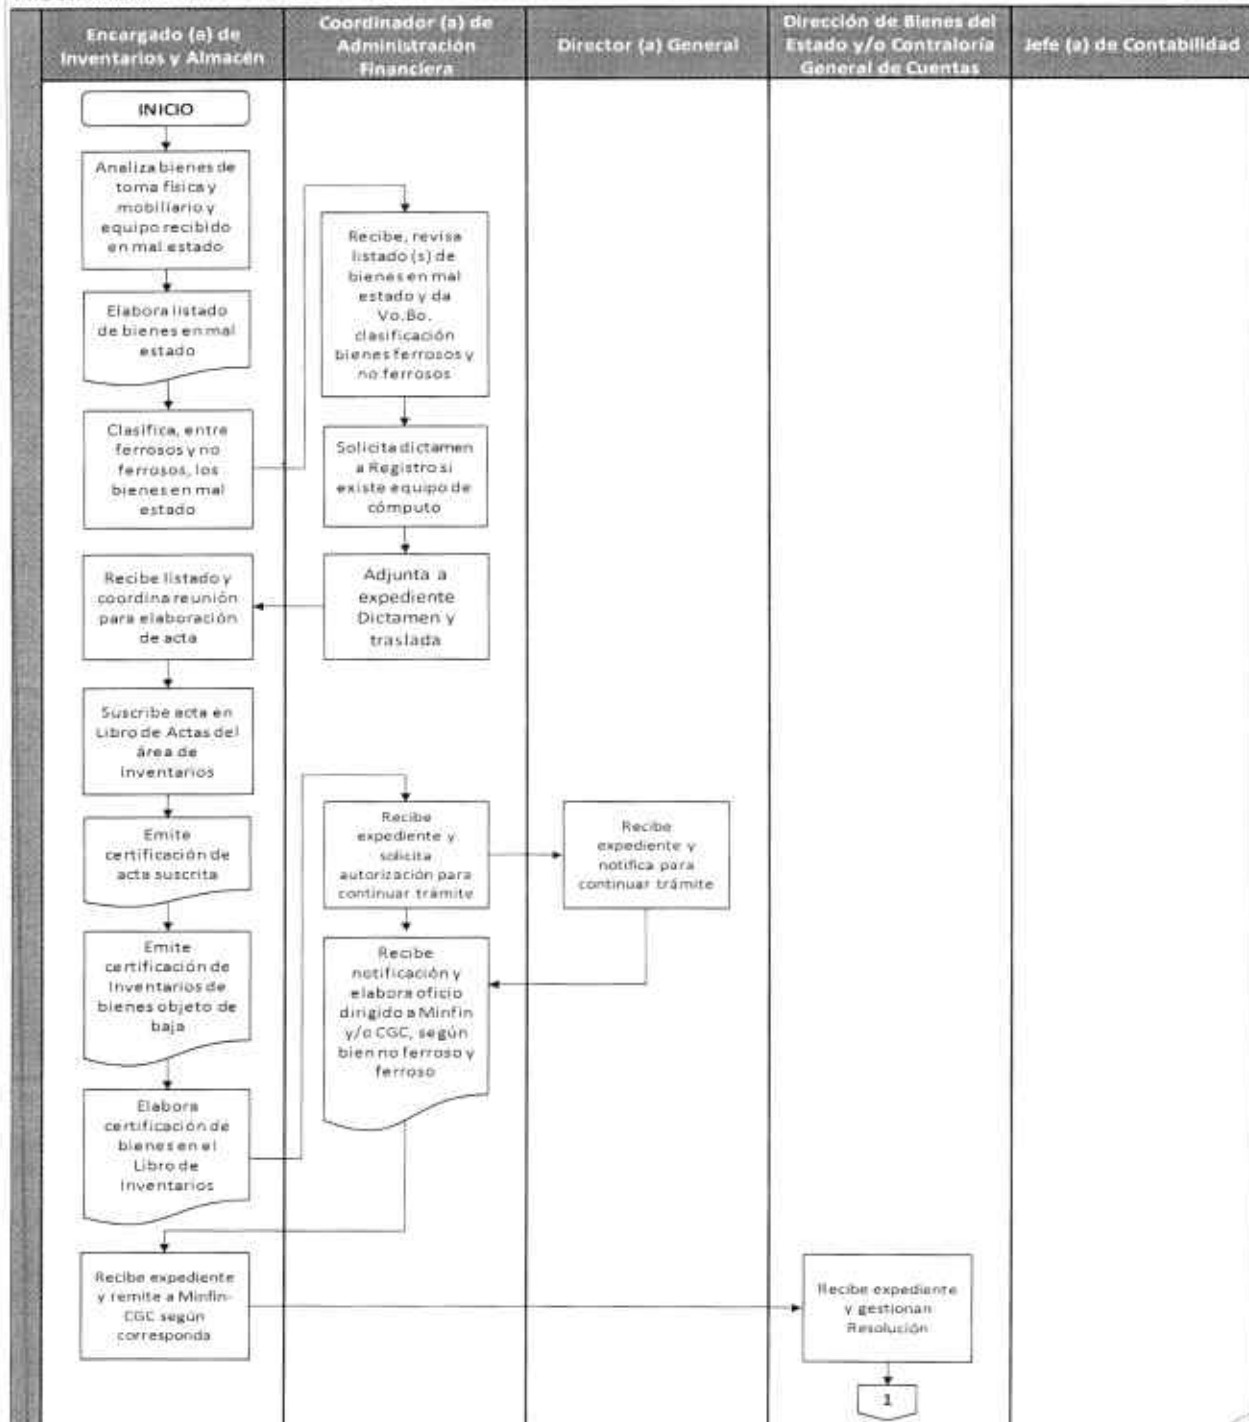 Encargado (a) de
Inventarios y Almacén
Coordinador (a) de
Administración
Financiera
Director (a) General
Dirección de Bienes del
Estado y/o Contraloría
General de Cuentas
Jefe (a) de Contabilidad
INICIO
Analiza bienes de
toma física y
mobiliario y
equipo recibido
en mal estado
Elabora listado
de bienes en mal
estado
Clasifica, entre
ferrosos y no
ferrosos, los
bienes en mal
estado
Recibe, revisa
listado (s) de
bienes en mal
estado y da
Vo.Bo.
clasificación
bienes ferrosos y
no ferrosos
Solicita dictamen
a Registro si
existe equipo de
cómputo
Adjunta a
expediente
Dictamen y
traslada
Recibe listado y
coordina reunión
para elaboración
de acta
Suscribe acta en
Libro de Actas del
área de
Inventarios
Emite
certificación de
acta suscrita
Emite
certificación de
Inventarios de
bienes objeto de
baja
Elabora
certificación de
bienes en el
Libro de
Inventarios
Recibe
expediente y
solicita
autorización para
continuar trámite
Recibe
expediente y
notifica para
continuar trámite
Recibe
notificación y
elabora oficio
dirigido a Minfin
y/o CGC, según
bien no ferroso y
ferroso
Recibe expediente
y remite a Minfin-
CGC según
corresponda
Recibe expediente
y gestionan
Resolución
1